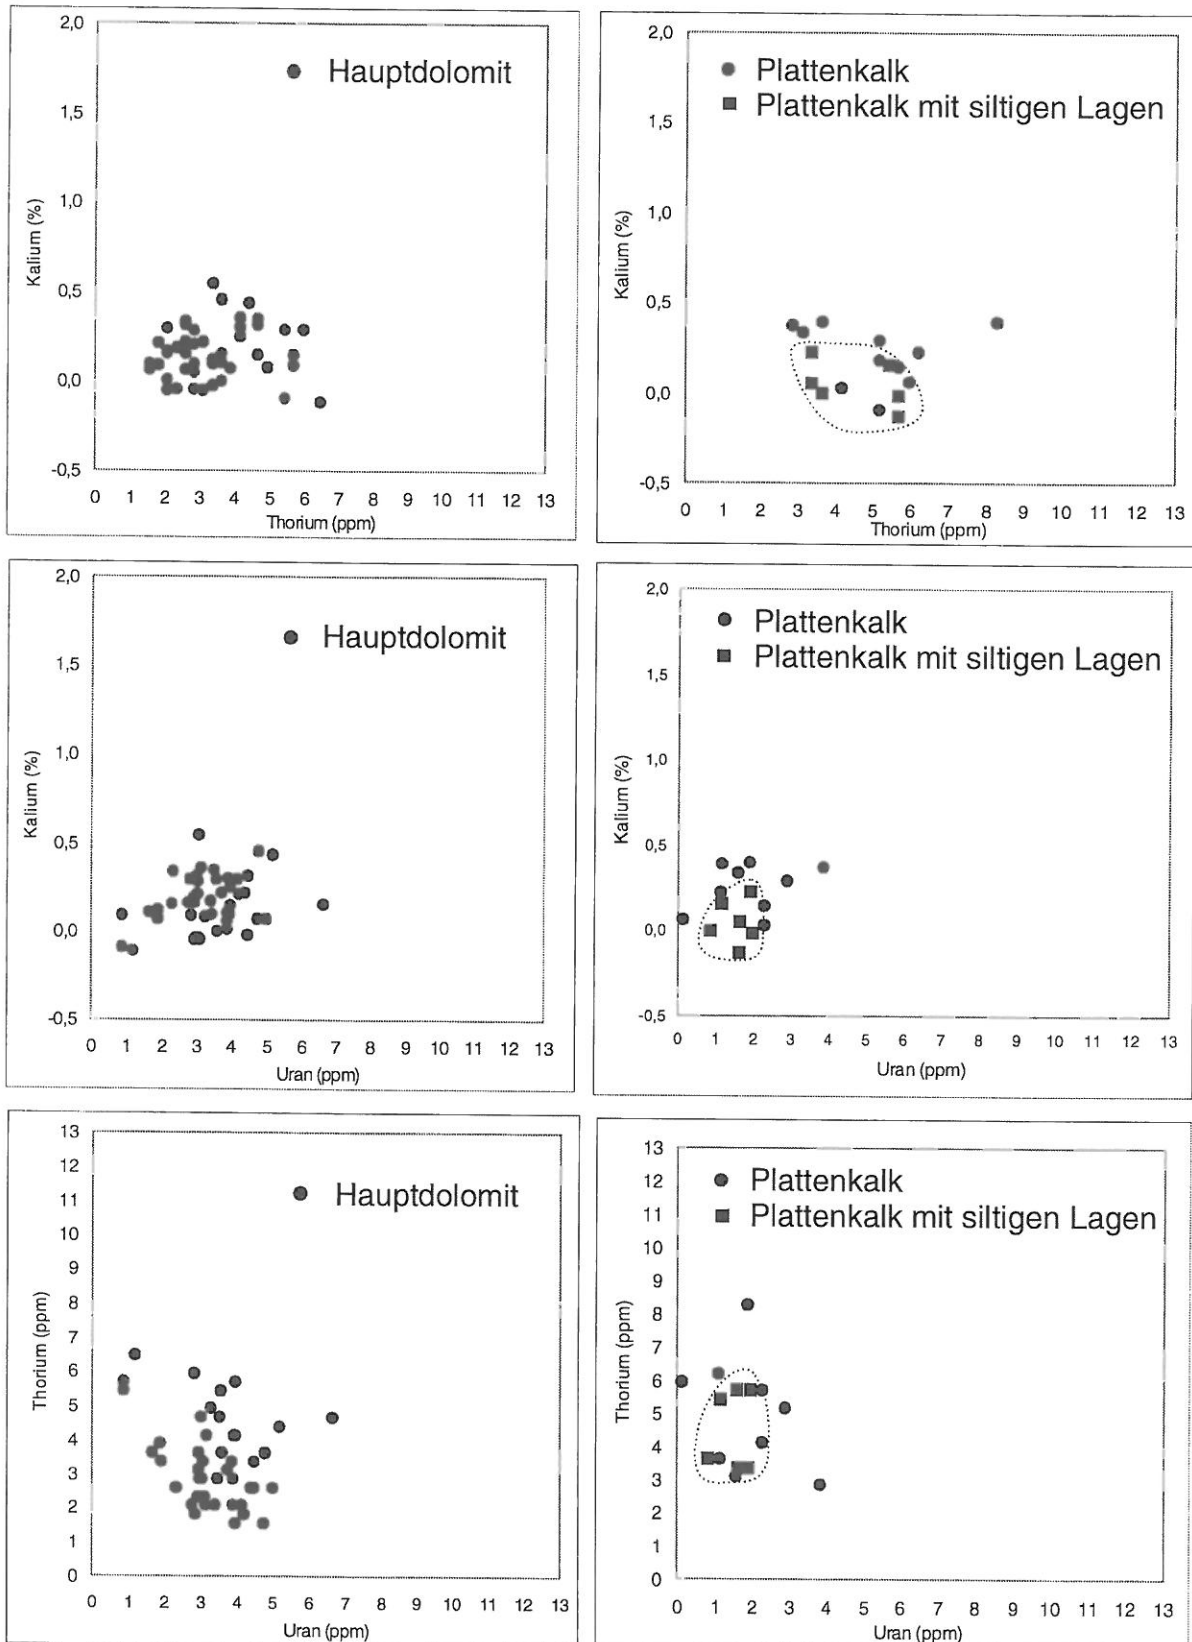 2,0
Hauptdolomit
1,5
1,0
Kalium (%)
0,5
0,0
-0,5
0 1 2 3 4 5 6 7 8 9 10 11 12 13
Thorium (ppm)
2,0
Plattenkalk
Plattenkalk mit siltigen Lagen
1,5
1,0
Kalium (%)
0,5
0,0
-0,5
0 1 2 3 4 5 6 7 8 9 10 11 12 13
Thorium (ppm)
2,0
Hauptdolomit
1,5
1,0
Kalium (%)
0,5
0,0
-0,5
0 1 2 3 4 5 6 7 8 9 10 11 12 13
Uran (ppm)
2,0
Plattenkalk
Plattenkalk mit siltigen Lagen
1,5
1,0
Kalium (%)
0,5
0,0
-0,5
0 1 2 3 4 5 6 7 8 9 10 11 12 13
Uran (ppm)
13
12
Hauptdolomit
11
10
9
8
7
Thorium (ppm)
6
5
4
3
2
1
0
0 1 2 3 4 5 6 7 8 9 10 11 12 13
Uran (ppm)
13
Plattenkalk
12
Plattenkalk mit siltigen Lagen
11
10
9
8
7
Thorium (ppm)
6
5
4
3
2
1
0
0 1 2 3 4 5 6 7 8 9 10 11 12 13
Uran (ppm)